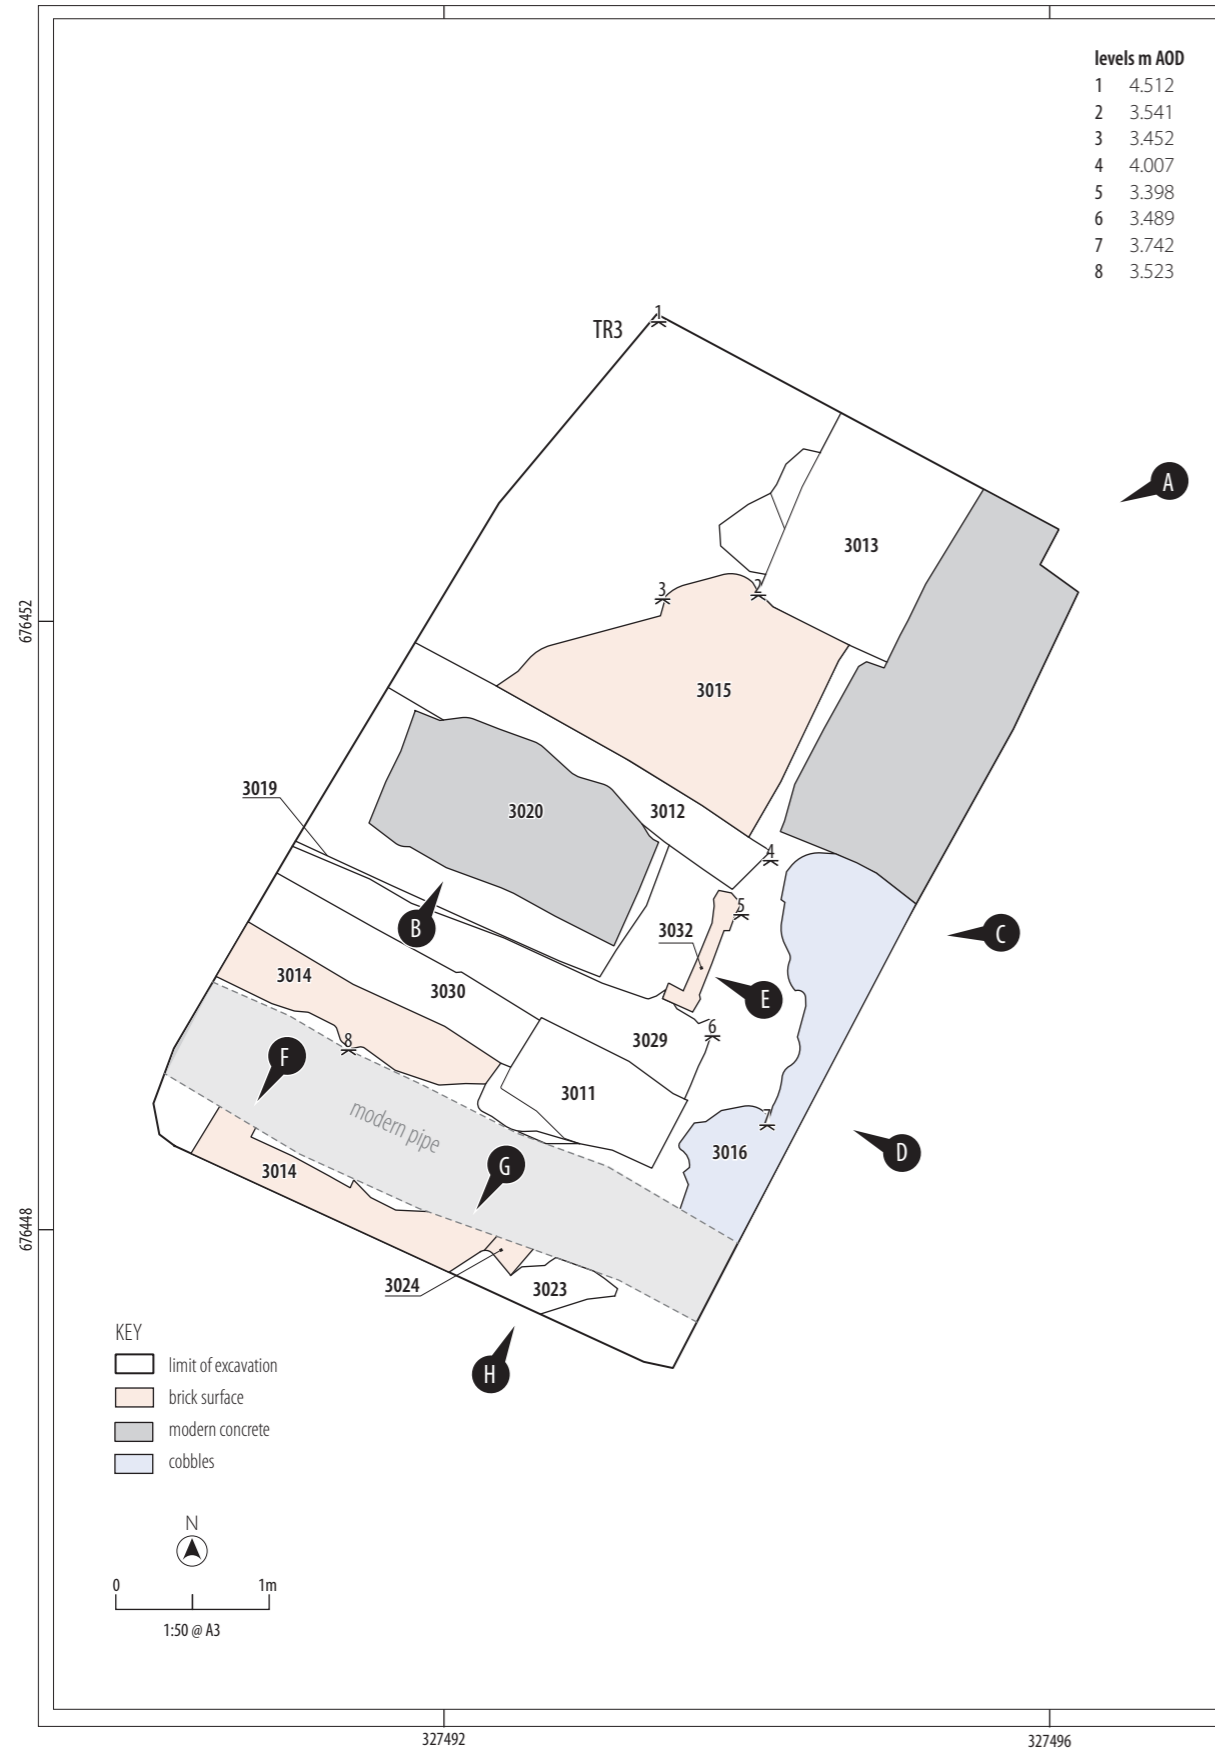 levels m AOD
1 4.512
2 3.541
3 3.452
4 4.007
5 3.398
6 3.489
7 3.742
8 3.523
1
TR3
A
3013
3
2
676452
3015
3019
3020
3012
4
5
B
3032
C
3014
3030
E
6
8
3029
F
3011
modern pipe
7
3016
D
G
3014
676448
3024
3023
KEY
limit of excavation
H
brick surface
modern concrete
cobbles
N
0 1m
1:50 @ A3
327492
327496